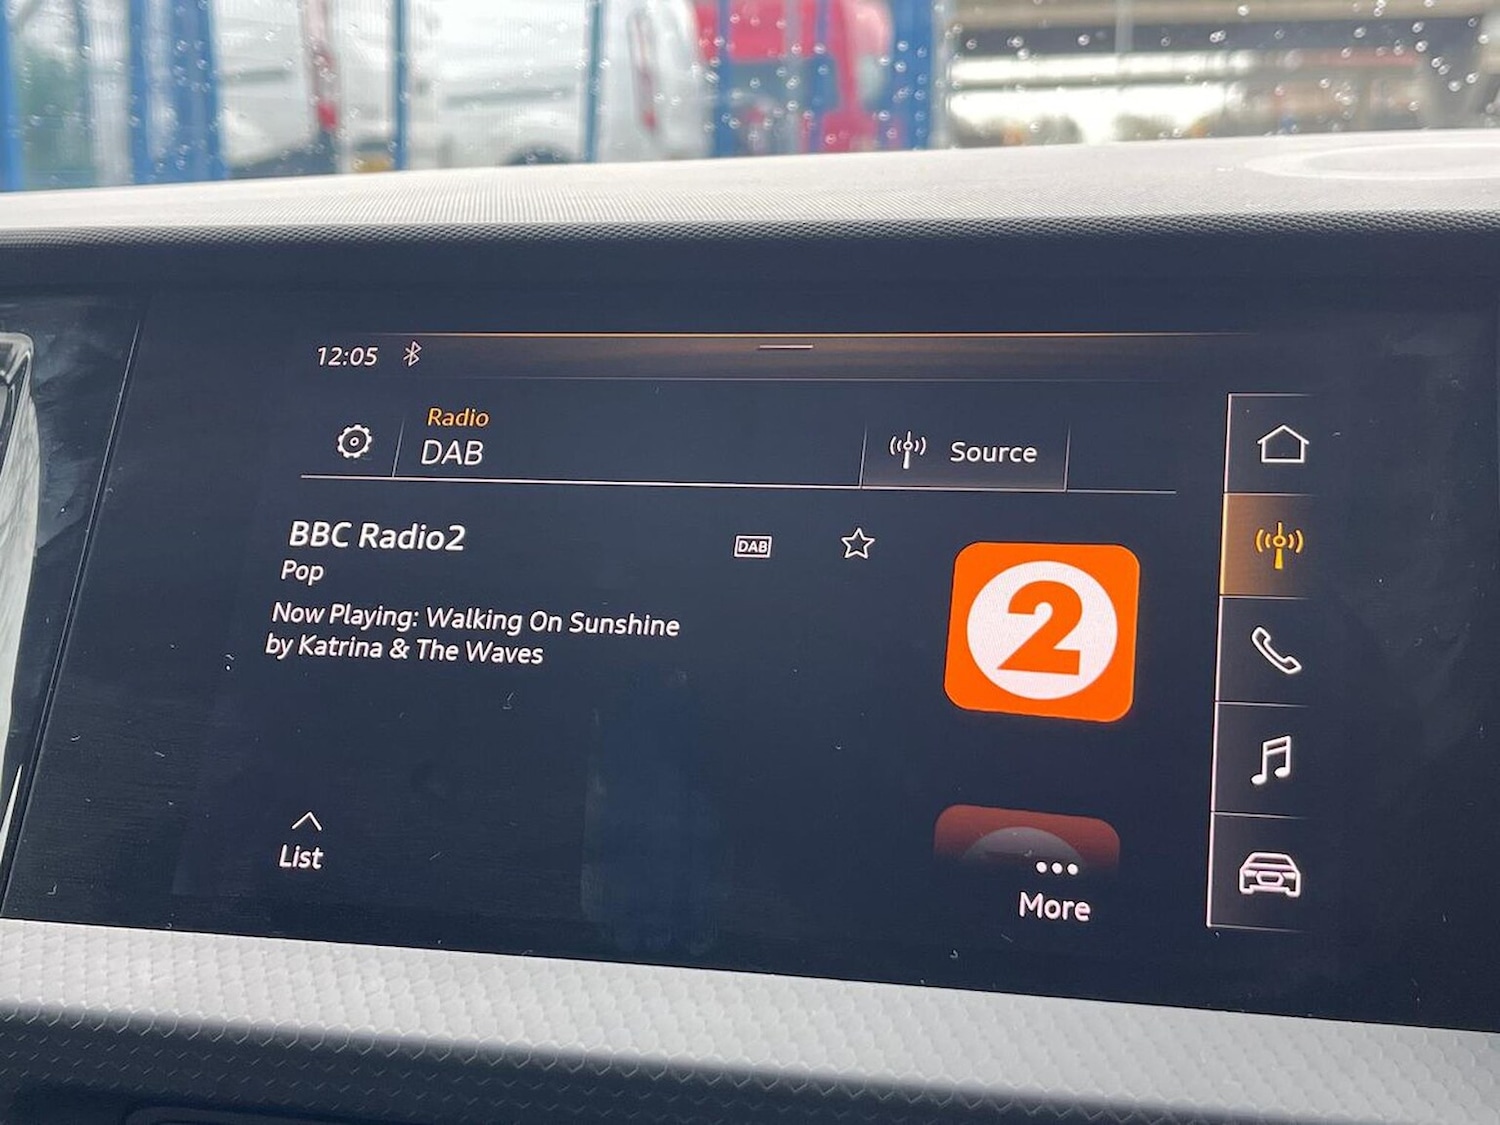 12:05
Radio
DAB
Source
BBC Radio2
DAB
Pop
Now Playing: Walking On Sunshine
by Katrina & The Waves
2
List
More